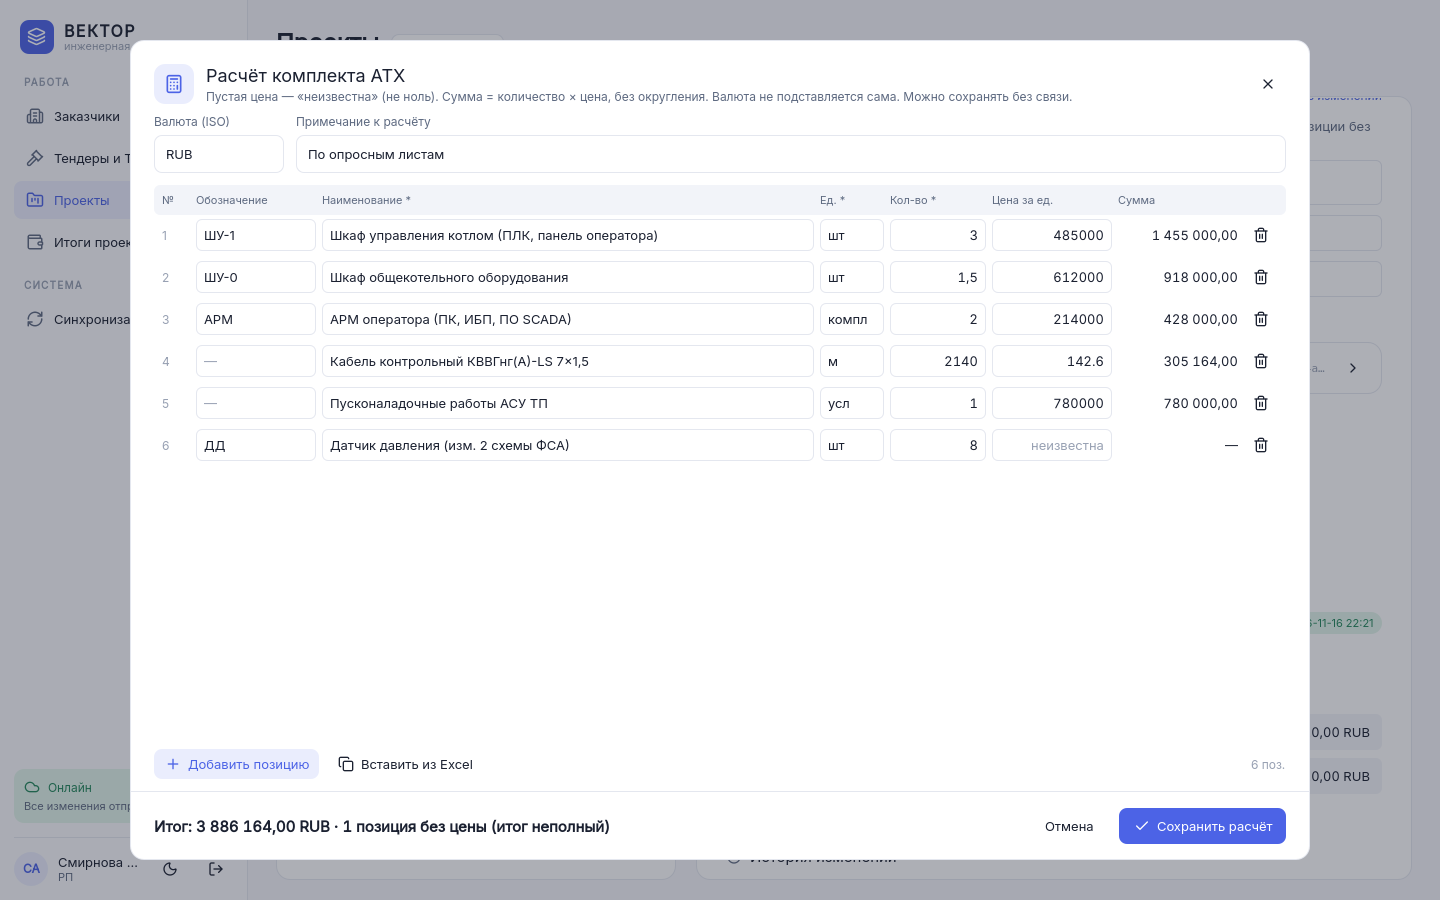 ВЕКТОР
инженерная
РАБОТА
Заказчики
Тендеры и Т
Проекты
Итоги проек
СИСТЕМА
Синхрониза
Онлайн
Все изменения отпр
СА
Смирнова ...
РП
Проекты
Расчёт комплекта АТХ
Пустая цена — «неизвестна» (не ноль). Сумма = количество × цена, без округления. Валюта не подставляется сама. Можно сохранять без связи.
Валюта (ISO) Примечание к расчёту
RUB По опросным листам
№ Обозначение Наименование * Ед. * Кол-во * Цена за ед. Сумма
1 ШУ-1 Шкаф управления котлом (ПЛК, панель оператора) шт 3 485000 1 455 000,00
2 ШУ-0 Шкаф общекотельного оборудования шт 1,5 612000 918 000,00
3 АРМ АРМ оператора (ПК, ИБП, ПО SCADA) компл 2 214000 428 000,00
4 — Кабель контрольный КВВГнг(А)-LS 7×1,5 м 2140 142.6 305 164,00
5 — Пусконаладочные работы АСУ ТП усл 1 780000 780 000,00
6 ДД Датчик давления (изм. 2 схемы ФСА) шт 8 неизвестна —
Добавить позицию Вставить из Excel 6 поз.
Итог: 3 886 164,00 RUB · 1 позиция без цены (итог неполный)
Отмена Сохранить расчёт
зиции без
а...
-11-16 22:21
0,00 RUB
0,00 RUB
История изменений